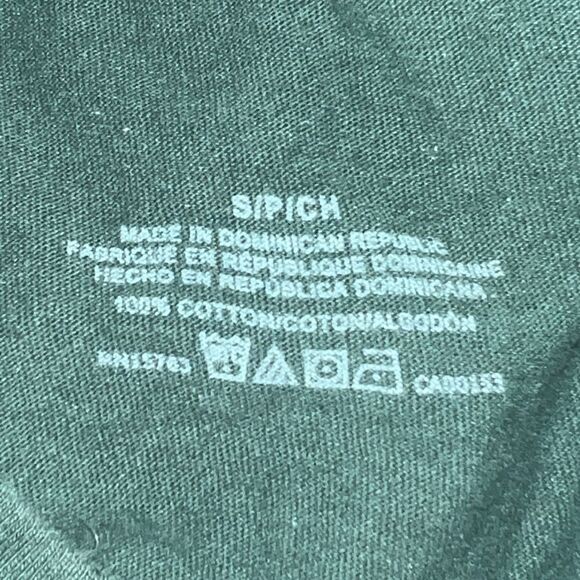 S/P/CH
MADE IN DOMINICAN REPUBLIC
FABRIQUE EN RÉPUBLIQUE DOMINICAINE
HECHO EN REPÚBLICA DOMINICANA
100% COTTON/COTON/ALGODÓN
RN15763 CA00153